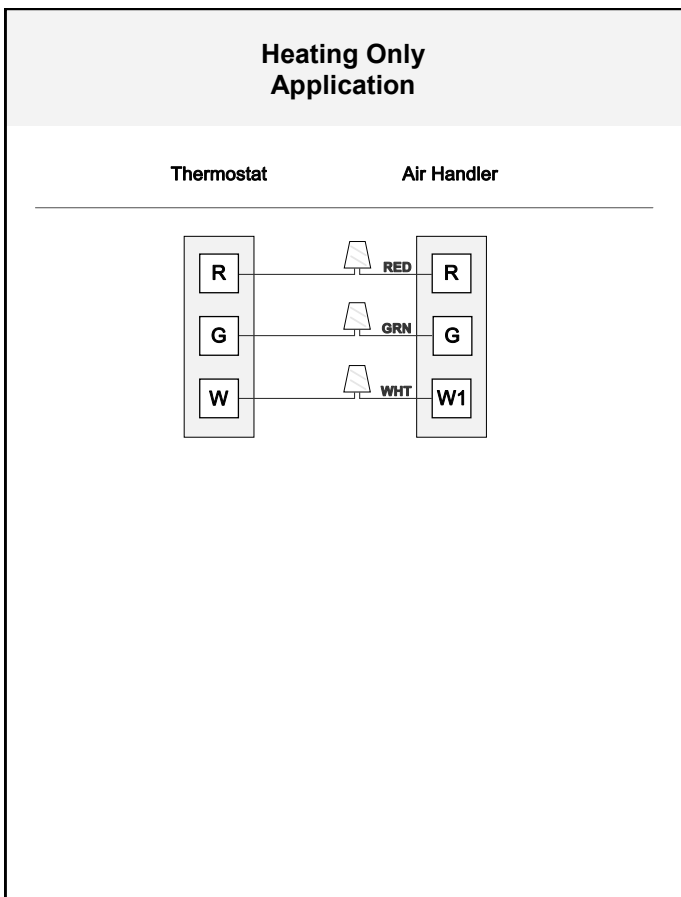 Heating Only
Application
Thermostat Air Handler
R RED R
G GRN G
W WHT W1